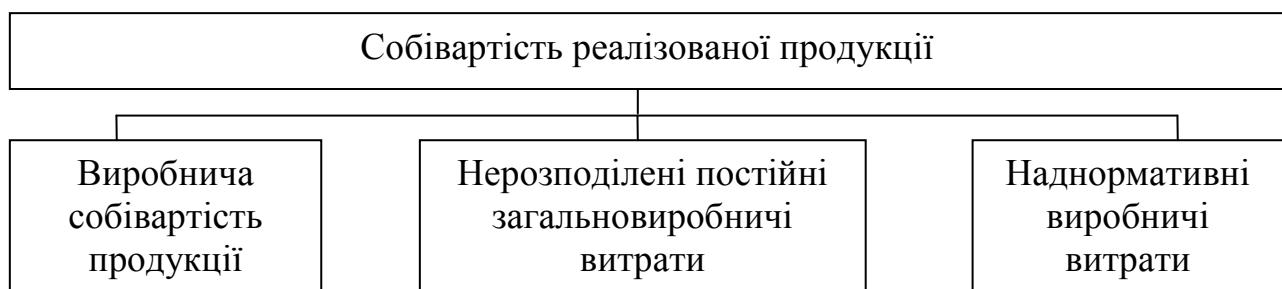 Собівартість реалізованої продукції
Виробнича
собівартість
продукції
Нерозподілені постійні
загальновиробничі
витрати
Наднормативні
виробничі
витрати